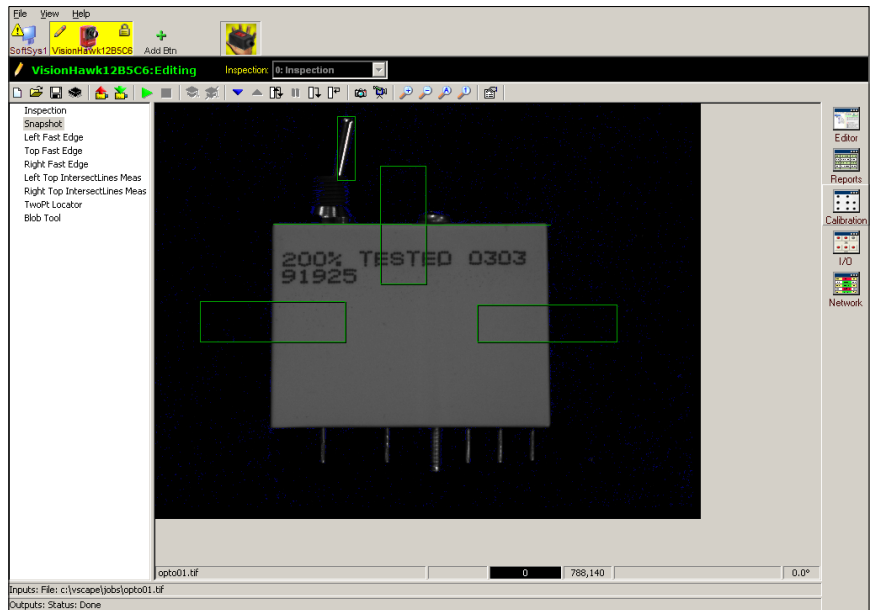 File View Help
SoftSys1 VisionHawk12B5C6 Add Btn
VisionHawk12B5C6:Editing Inspection: 0: Inspection
Inspection
Snapshot
Left Fast Edge
Top Fast Edge
Right Fast Edge
Left Top IntersectLines Meas
Right Top IntersectLines Meas
TwoPt Locator
Blob Tool
200% TESTED 0303
91925
Editor
Reports
Calibration
I/O
Network
opto01.tif 0 788,140 0.0°
Inputs: File: c:\vscape\jobs\opto01.tif
Outputs: Status: Done